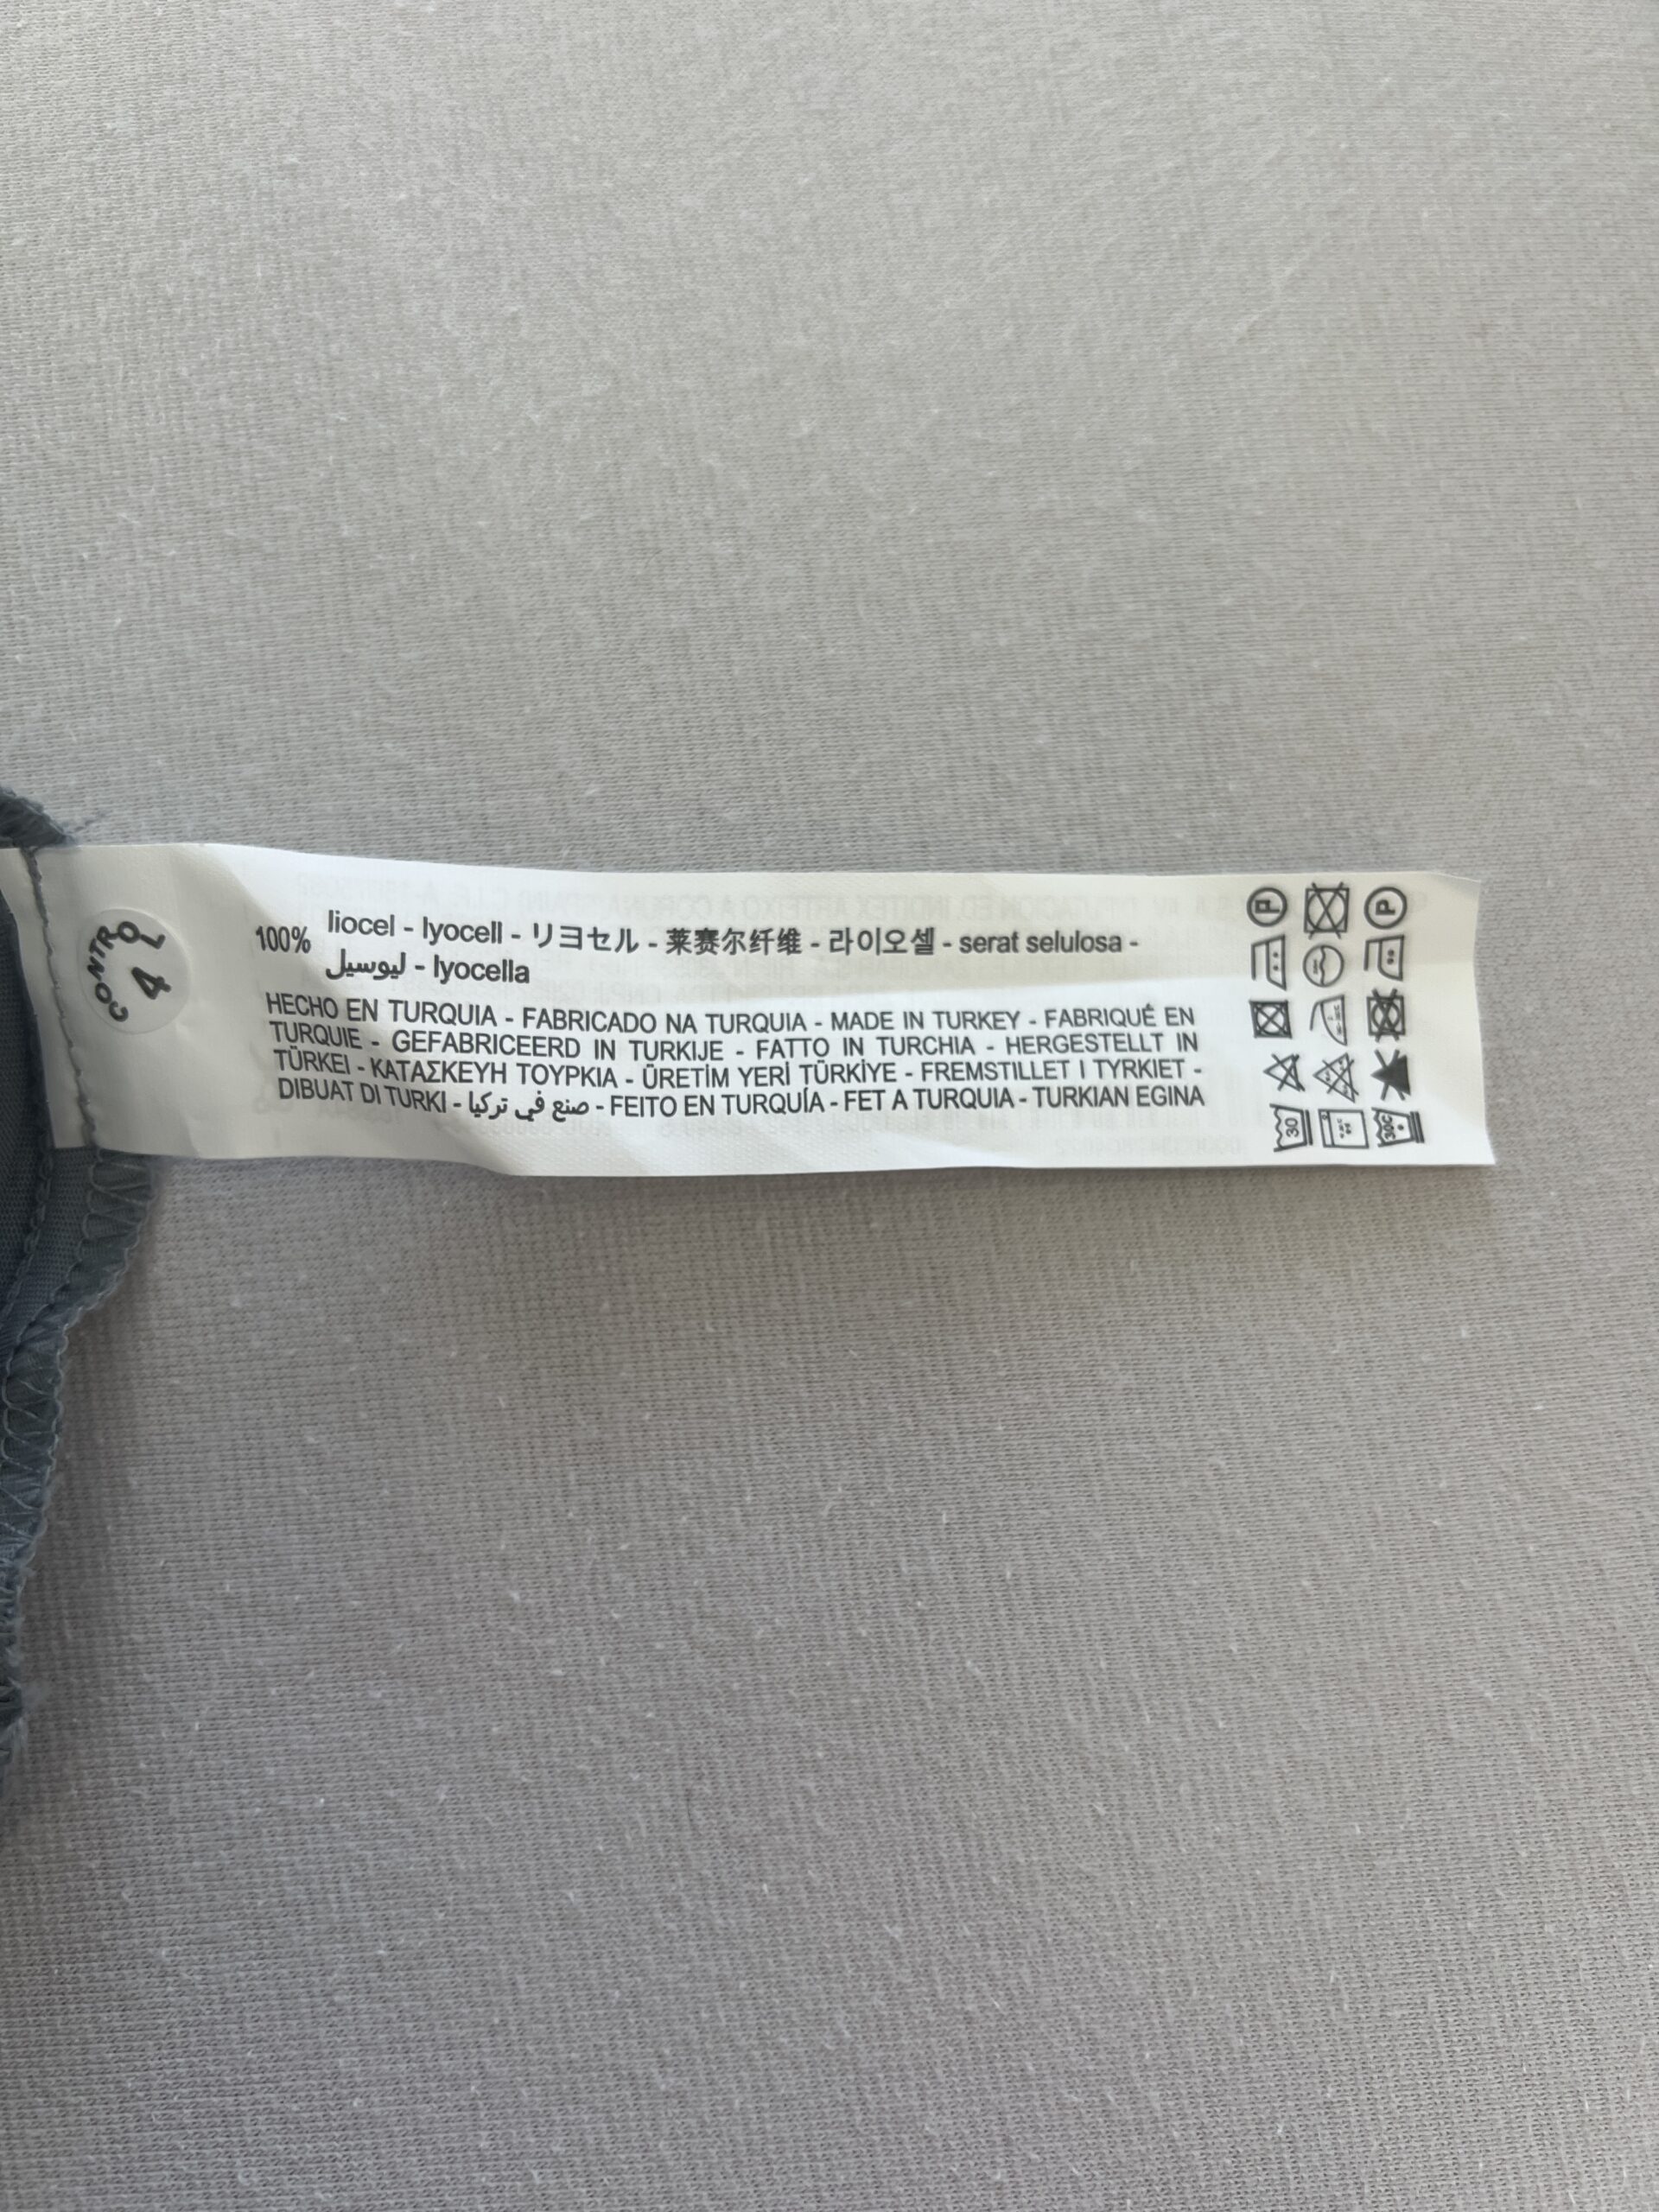 CONTROL
4
100% liocel - lyocell - リヨセル - 莱赛尔纤维 - 라이오셀 - serat selulosa -
ليوسيل - lyocella
HECHO EN TURQUIA - FABRICADO NA TURQUIA - MADE IN TURKEY - FABRIQUÉ EN
TURQUIE - GEFABRICEERD IN TURKIJE - FATTO IN TURCHIA - HERGESTELLT IN
TÜRKEI - ΚΑΤΑΣΚΕΥΗ ΤΟΥΡΚΙΑ - ÜRETİM YERİ TÜRKİYE - FREMSTILLET I TYRKIET -
DIBUAT DI TURKI - صنع في تركيا - FEITO EN TURQUÍA - FET A TURQUIA - TURKIAN EGINA
P P
30 30C